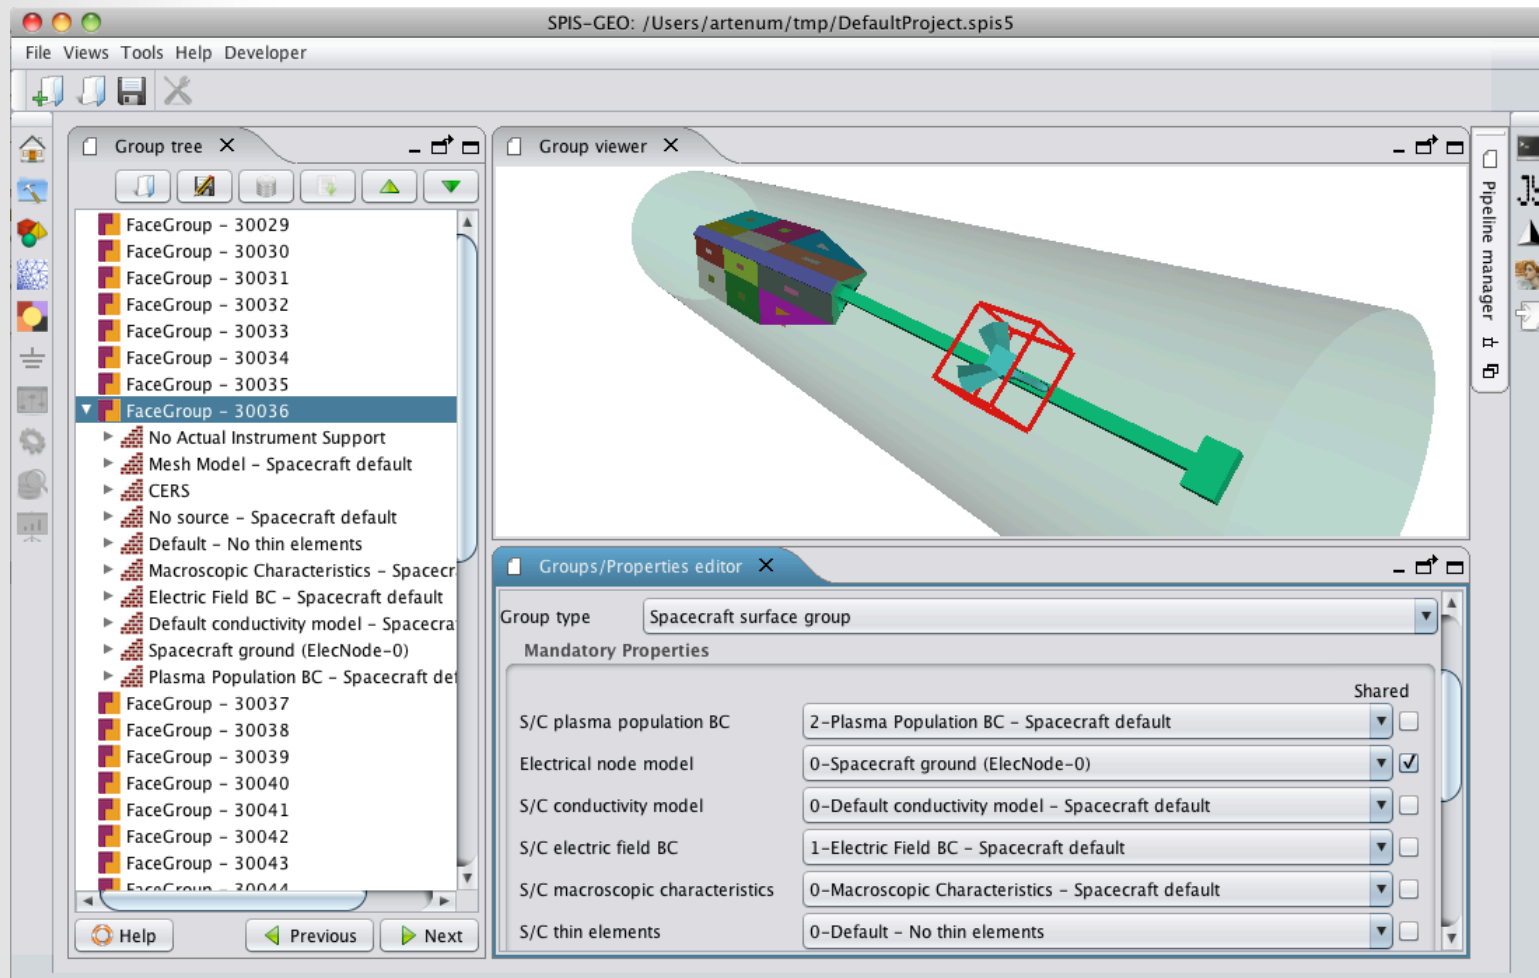 SPIS-GEO: /Users/artenum/tmp/DefaultProject.spis5
File Views Tools Help Developer
Group tree
FaceGroup - 30029
FaceGroup - 30030
FaceGroup - 30031
FaceGroup - 30032
FaceGroup - 30033
FaceGroup - 30034
FaceGroup - 30035
FaceGroup - 30036
No Actual Instrument Support
Mesh Model - Spacecraft default
CERS
No source - Spacecraft default
Default - No thin elements
Macroscopic Characteristics - Spacecr
Electric Field BC - Spacecraft default
Default conductivity model - Spacecra
Spacecraft ground (ElecNode-0)
Plasma Population BC - Spacecraft def
FaceGroup - 30037
FaceGroup - 30038
FaceGroup - 30039
FaceGroup - 30040
FaceGroup - 30041
FaceGroup - 30042
FaceGroup - 30043
FaceGroup - 30044
Help
Previous
Next
Group viewer
Pipeline manager
Groups/Properties editor
Group type Spacecraft surface group
Mandatory Properties
Shared
S/C plasma population BC 2-Plasma Population BC - Spacecraft default
Electrical node model 0-Spacecraft ground (ElecNode-0)
S/C conductivity model 0-Default conductivity model - Spacecraft default
S/C electric field BC 1-Electric Field BC - Spacecraft default
S/C macroscopic characteristics 0-Macroscopic Characteristics - Spacecraft default
S/C thin elements 0-Default - No thin elements